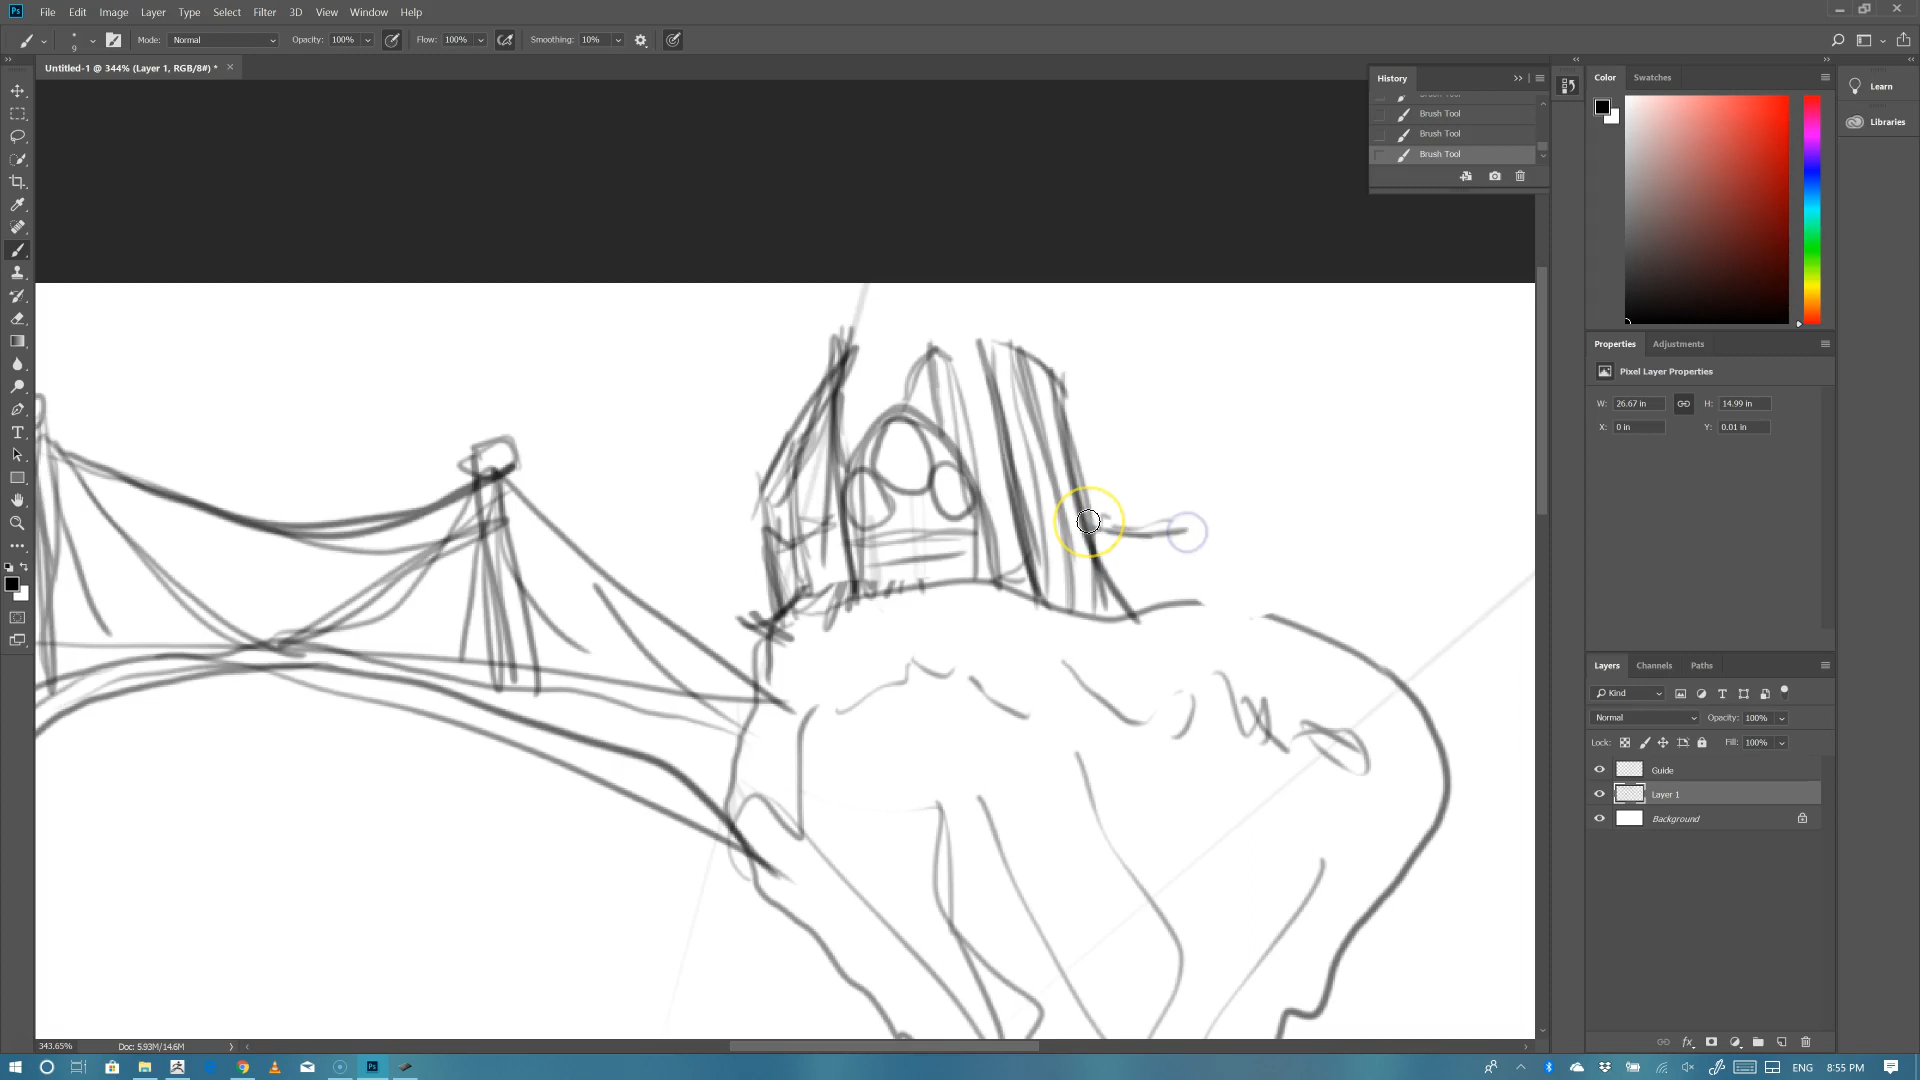 Ps File Edit Image Layer Type Select Filter 3D View Window Help
9 Mode: Normal Opacity: 100% Flow: 100% Smoothing: 10%
Untitled-1 @ 344% (Layer 1, RGB/8#) *
History
Brush Tool
Brush Tool
Brush Tool
Brush Tool
Color Swatches
Learn
Libraries
Properties Adjustments
Pixel Layer Properties
W: 26.67 in H: 14.99 in
X: 0 in Y: 0.01 in
Layers Channels Paths
Kind
Normal Opacity: 100%
Lock: Fill: 100%
Guide
Layer 1
Background
343.65% Doc: 5.93M/14.6M
ENG 8:55 PM